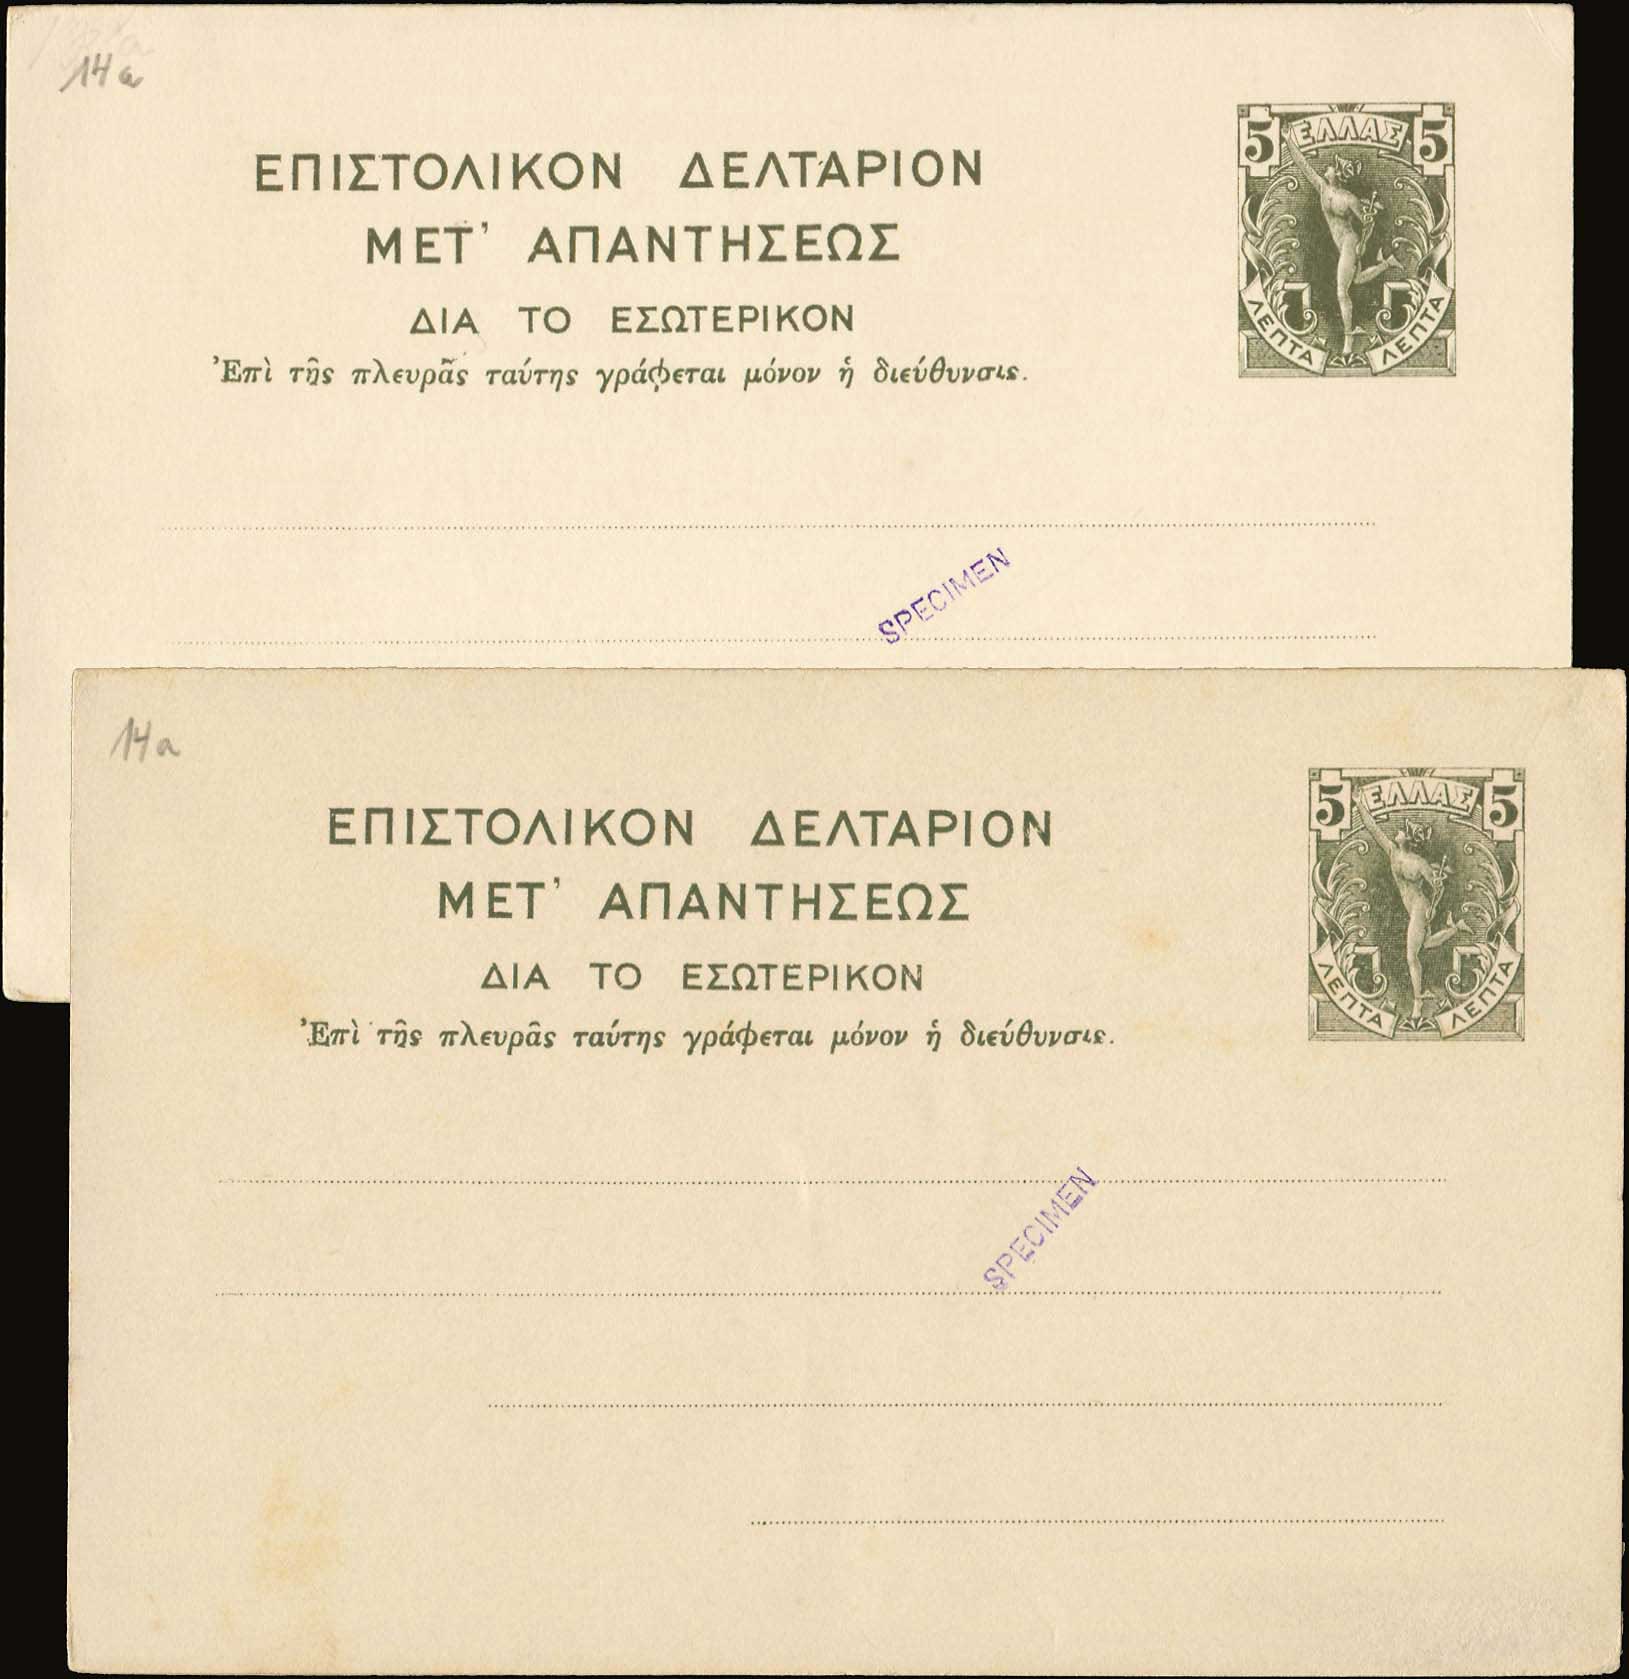 14a
5 ΕΛΛΑΣ 5
ΕΠΙΣΤΟΛΙΚΟΝ ΔΕΛΤΑΡΙΟΝ
ΜΕΤ' ΑΠΑΝΤΗΣΕΩΣ
ΔΙΑ ΤΟ ΕΣΩΤΕΡΙΚΟΝ
ΛΕΠΤΑ ΛΕΠΤΑ
Ἐπὶ τῆς πλευρᾶς ταύτης γράφεται μόνον ἡ διεύθυνσις.
SPECIMEN
14a
5 ΕΛΛΑΣ 5
ΕΠΙΣΤΟΛΙΚΟΝ ΔΕΛΤΑΡΙΟΝ
ΜΕΤ' ΑΠΑΝΤΗΣΕΩΣ
ΔΙΑ ΤΟ ΕΣΩΤΕΡΙΚΟΝ
ΛΕΠΤΑ ΛΕΠΤΑ
Ἐπὶ τῆς πλευρᾶς ταύτης γράφεται μόνον ἡ διεύθυνσις.
SPECIMEN